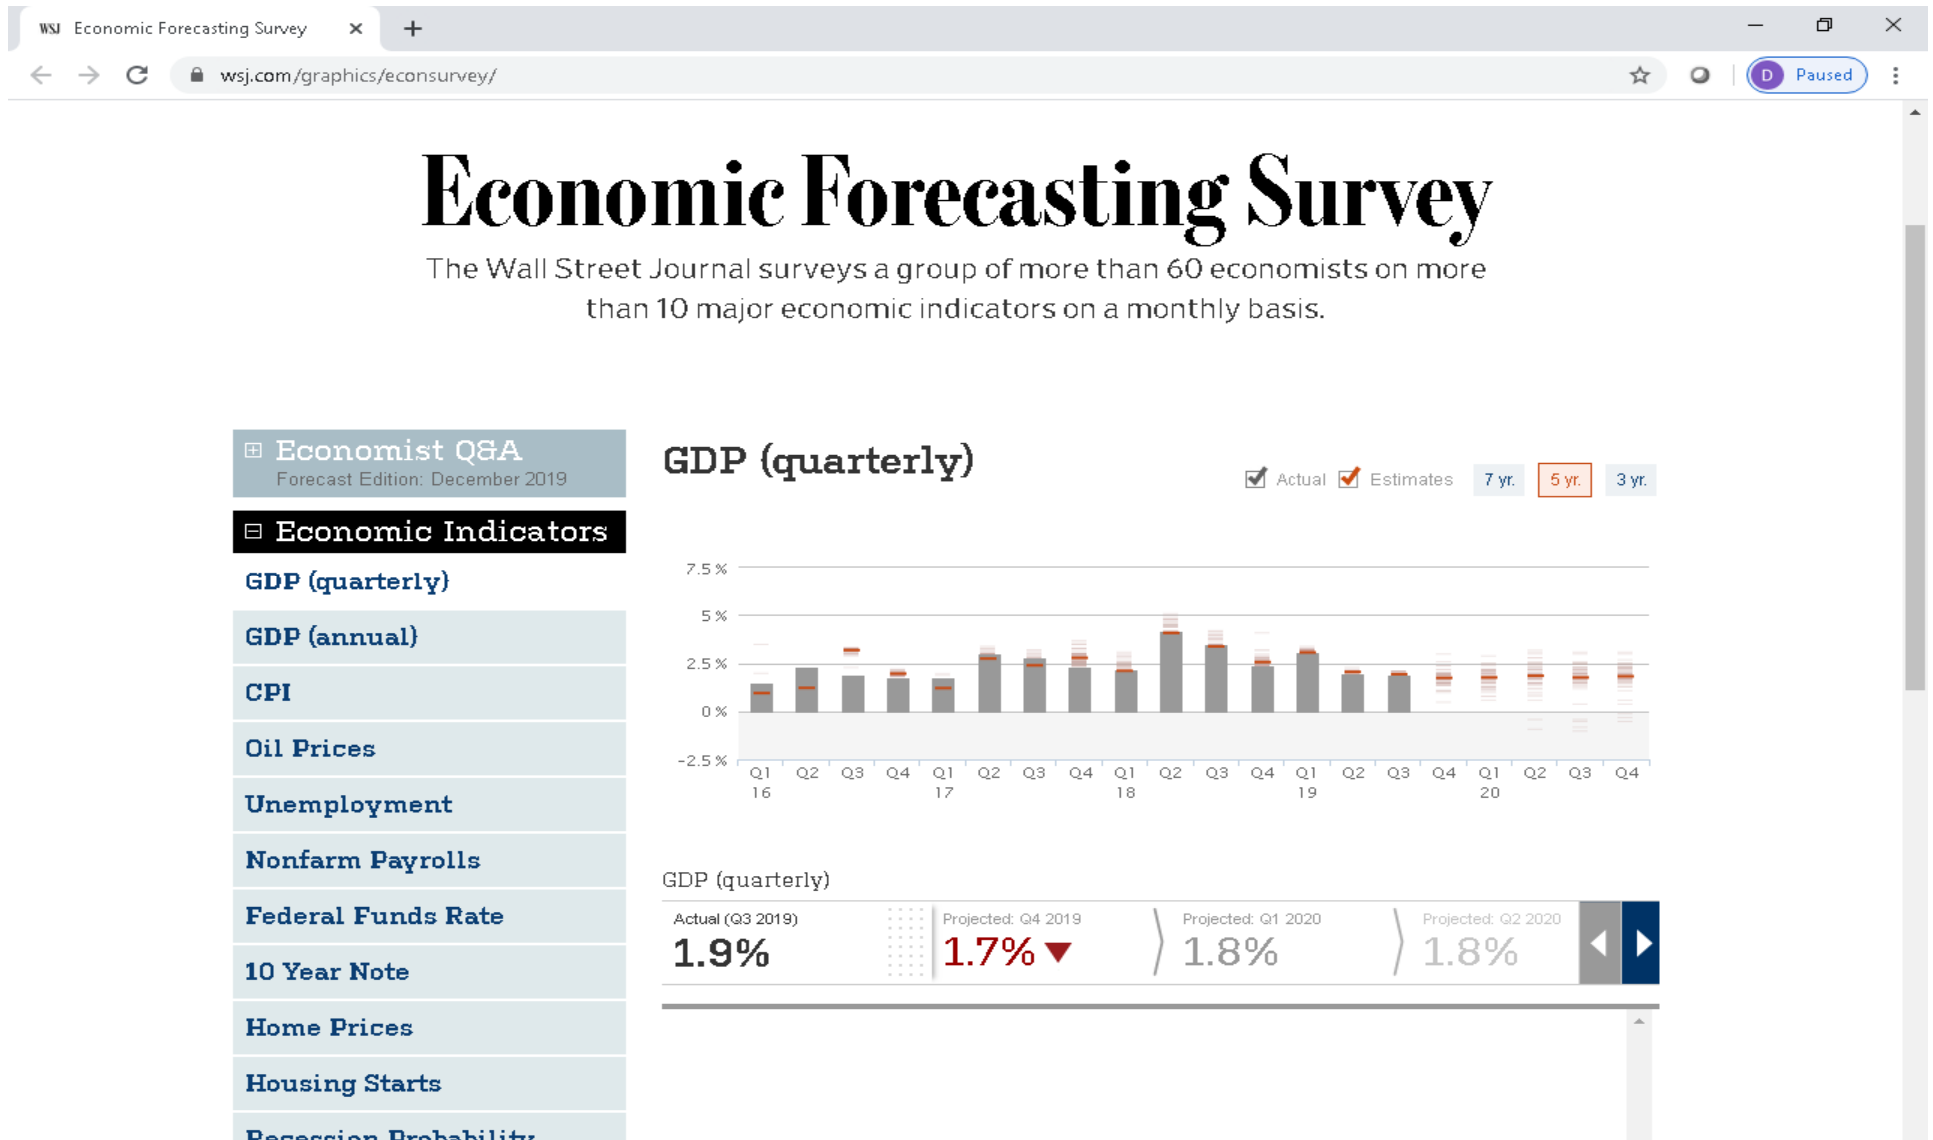 WSJ Economic Forecasting Survey
wsj.com/graphics/econsurvey/
D Paused
Economic Forecasting Survey
The Wall Street Journal surveys a group of more than 60 economists on more
than 10 major economic indicators on a monthly basis.
Economist Q&A
Forecast Edition: December 2019
Economic Indicators
GDP (quarterly)
GDP (annual)
CPI
Oil Prices
Unemployment
Nonfarm Payrolls
Federal Funds Rate
10 Year Note
Home Prices
Housing Starts
Recession Probability
GDP (quarterly)
Actual Estimates 7 yr. 5 yr. 3 yr.
7.5 %
5 %
2.5 %
0 %
-2.5 %
Q1 Q2 Q3 Q4 Q1 Q2 Q3 Q4 Q1 Q2 Q3 Q4 Q1 Q2 Q3 Q4 Q1 Q2 Q3 Q4
16 17 18 19 20
GDP (quarterly)
Actual (Q3 2019) Projected: Q4 2019 Projected: Q1 2020 Projected: Q2 2020
1.9% 1.7% 1.8% 1.8%